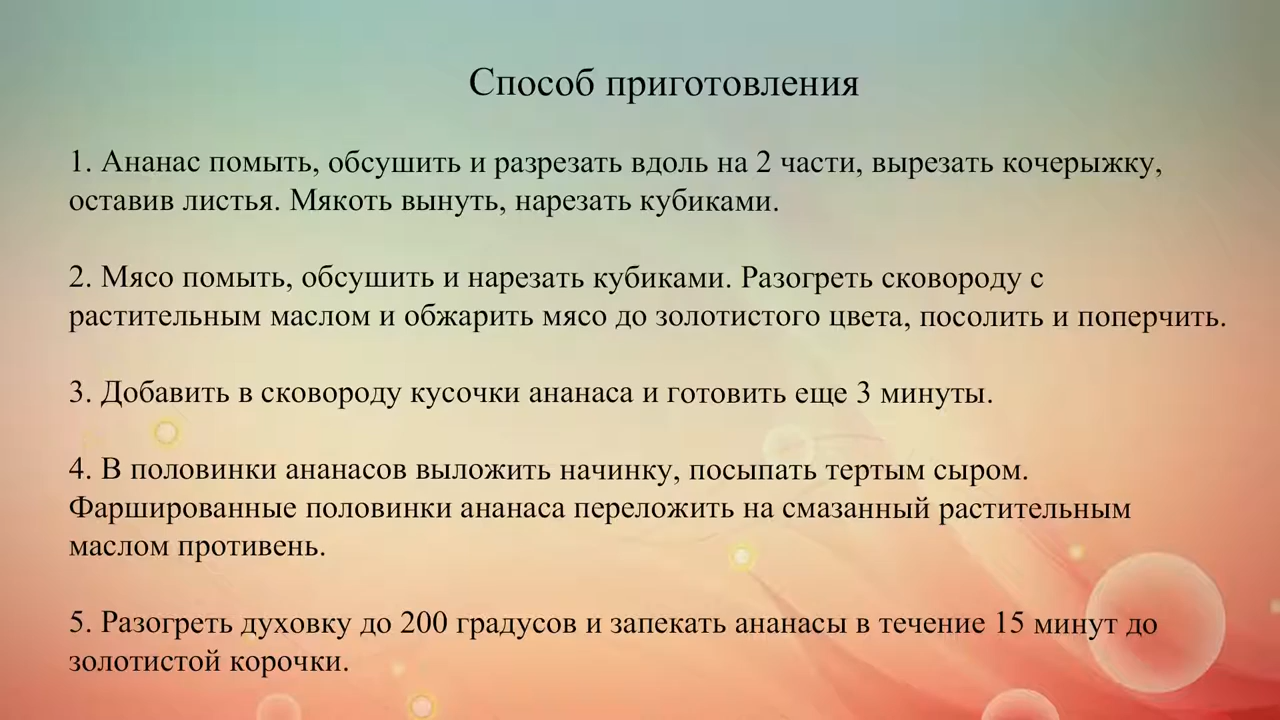 Способ приготовления
1. Ананас помыть, обсушить и разрезать вдоль на 2 части, вырезать кочерыжку,
оставив листья. Мякоть вынуть, нарезать кубиками.
2. Мясо помыть, обсушить и нарезать кубиками. Разогреть сковороду с
растительным маслом и обжарить мясо до золотистого цвета, посолить и поперчить.
3. Добавить в сковороду кусочки ананаса и готовить еще 3 минуты.
4. В половинки ананасов выложить начинку, посыпать тертым сыром.
Фаршированные половинки ананаса переложить на смазанный растительным
маслом противень.
5. Разогреть духовку до 200 градусов и запекать ананасы в течение 15 минут до
золотистой корочки.